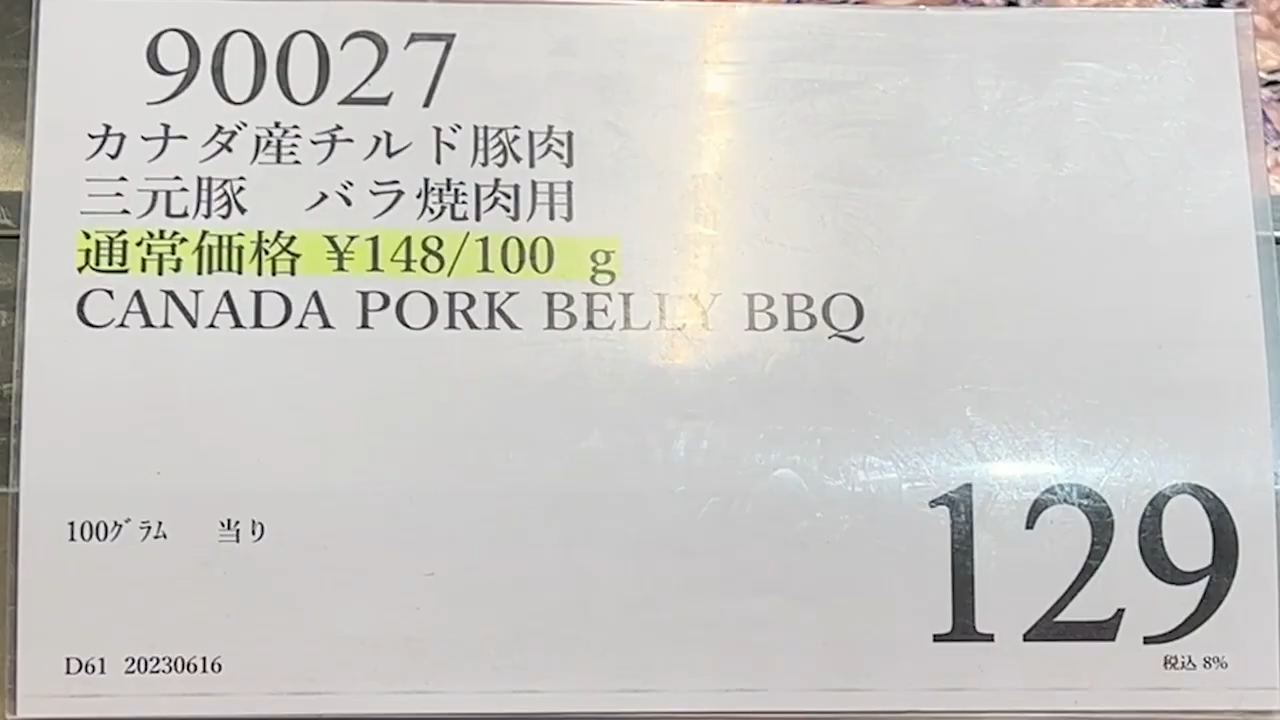 90027
カナダ産チルド豚肉
三元豚　バラ焼肉用
通常価格 ¥148/100 g
CANADA PORK BELLY BBQ
100ｸﾞﾗﾑ 当り
129
税込 8%
D61 20230616